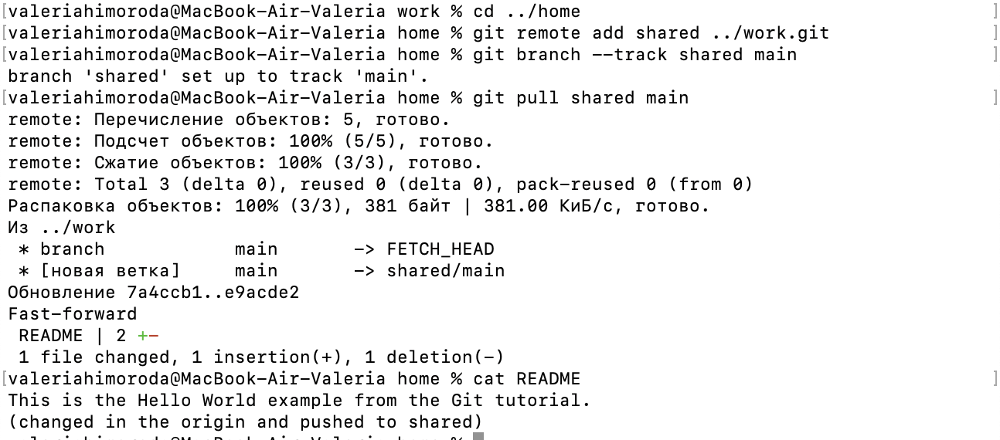 [valeriahimoroda@MacBook-Air-Valeria work % cd ../home ]
[valeriahimoroda@MacBook-Air-Valeria home % git remote add shared ../work.git ]
[valeriahimoroda@MacBook-Air-Valeria home % git branch --track shared main ]
branch 'shared' set up to track 'main'.
[valeriahimoroda@MacBook-Air-Valeria home % git pull shared main ]
remote: Перечисление объектов: 5, готово.
remote: Подсчет объектов: 100% (5/5), готово.
remote: Сжатие объектов: 100% (3/3), готово.
remote: Total 3 (delta 0), reused 0 (delta 0), pack-reused 0 (from 0)
Распаковка объектов: 100% (3/3), 381 байт | 381.00 КиБ/с, готово.
Из ../work
 * branch            main       -> FETCH_HEAD
 * [новая ветка]     main       -> shared/main
Обновление 7a4ccb1..e9acde2
Fast-forward
 README | 2 +-
 1 file changed, 1 insertion(+), 1 deletion(-)
[valeriahimoroda@MacBook-Air-Valeria home % cat README ]
This is the Hello World example from the Git tutorial.
(changed in the origin and pushed to shared)
valeriahimoroda@MacBook-Air-Valeria home %